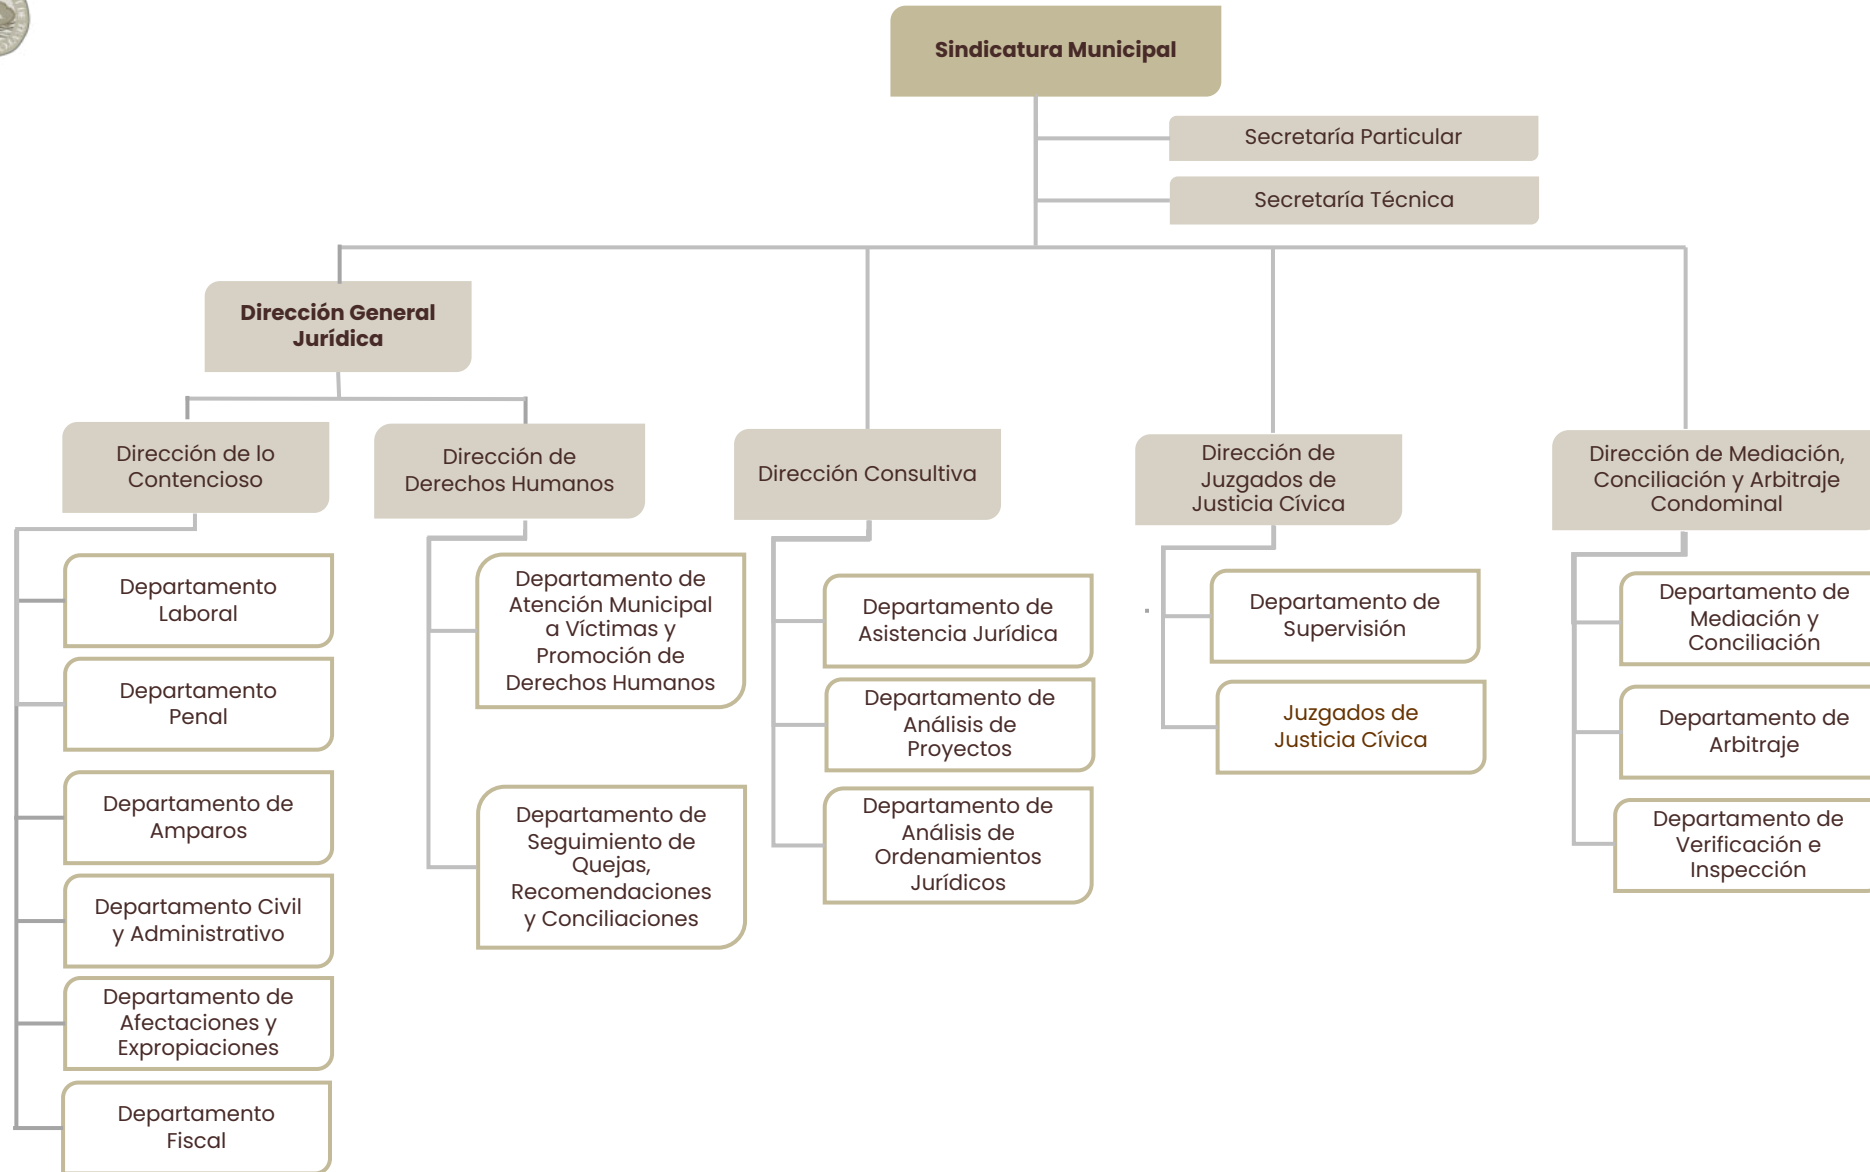 Sindicatura Municipal
Secretaría Particular
Secretaría Técnica
Dirección General
Jurídica
Dirección de lo
Contencioso
Dirección de
Derechos Humanos
Dirección Consultiva
Dirección de
Juzgados de
Justicia Cívica
Dirección de Mediación,
Conciliación y Arbitraje
Condominal
Departamento
Laboral
Departamento
Penal
Departamento de
Amparos
Departamento Civil
y Administrativo
Departamento de
Afectaciones y
Expropiaciones
Departamento
Fiscal
Departamento de
Atención Municipal
a Víctimas y
Promoción de
Derechos Humanos
Departamento de
Seguimiento de
Quejas,
Recomendaciones
y Conciliaciones
Departamento de
Asistencia Jurídica
Departamento de
Análisis de
Proyectos
Departamento de
Análisis de
Ordenamientos
Jurídicos
Departamento de
Supervisión
Juzgados de
Justicia Cívica
Departamento de
Mediación y
Conciliación
Departamento de
Arbitraje
Departamento de
Verificación e
Inspección